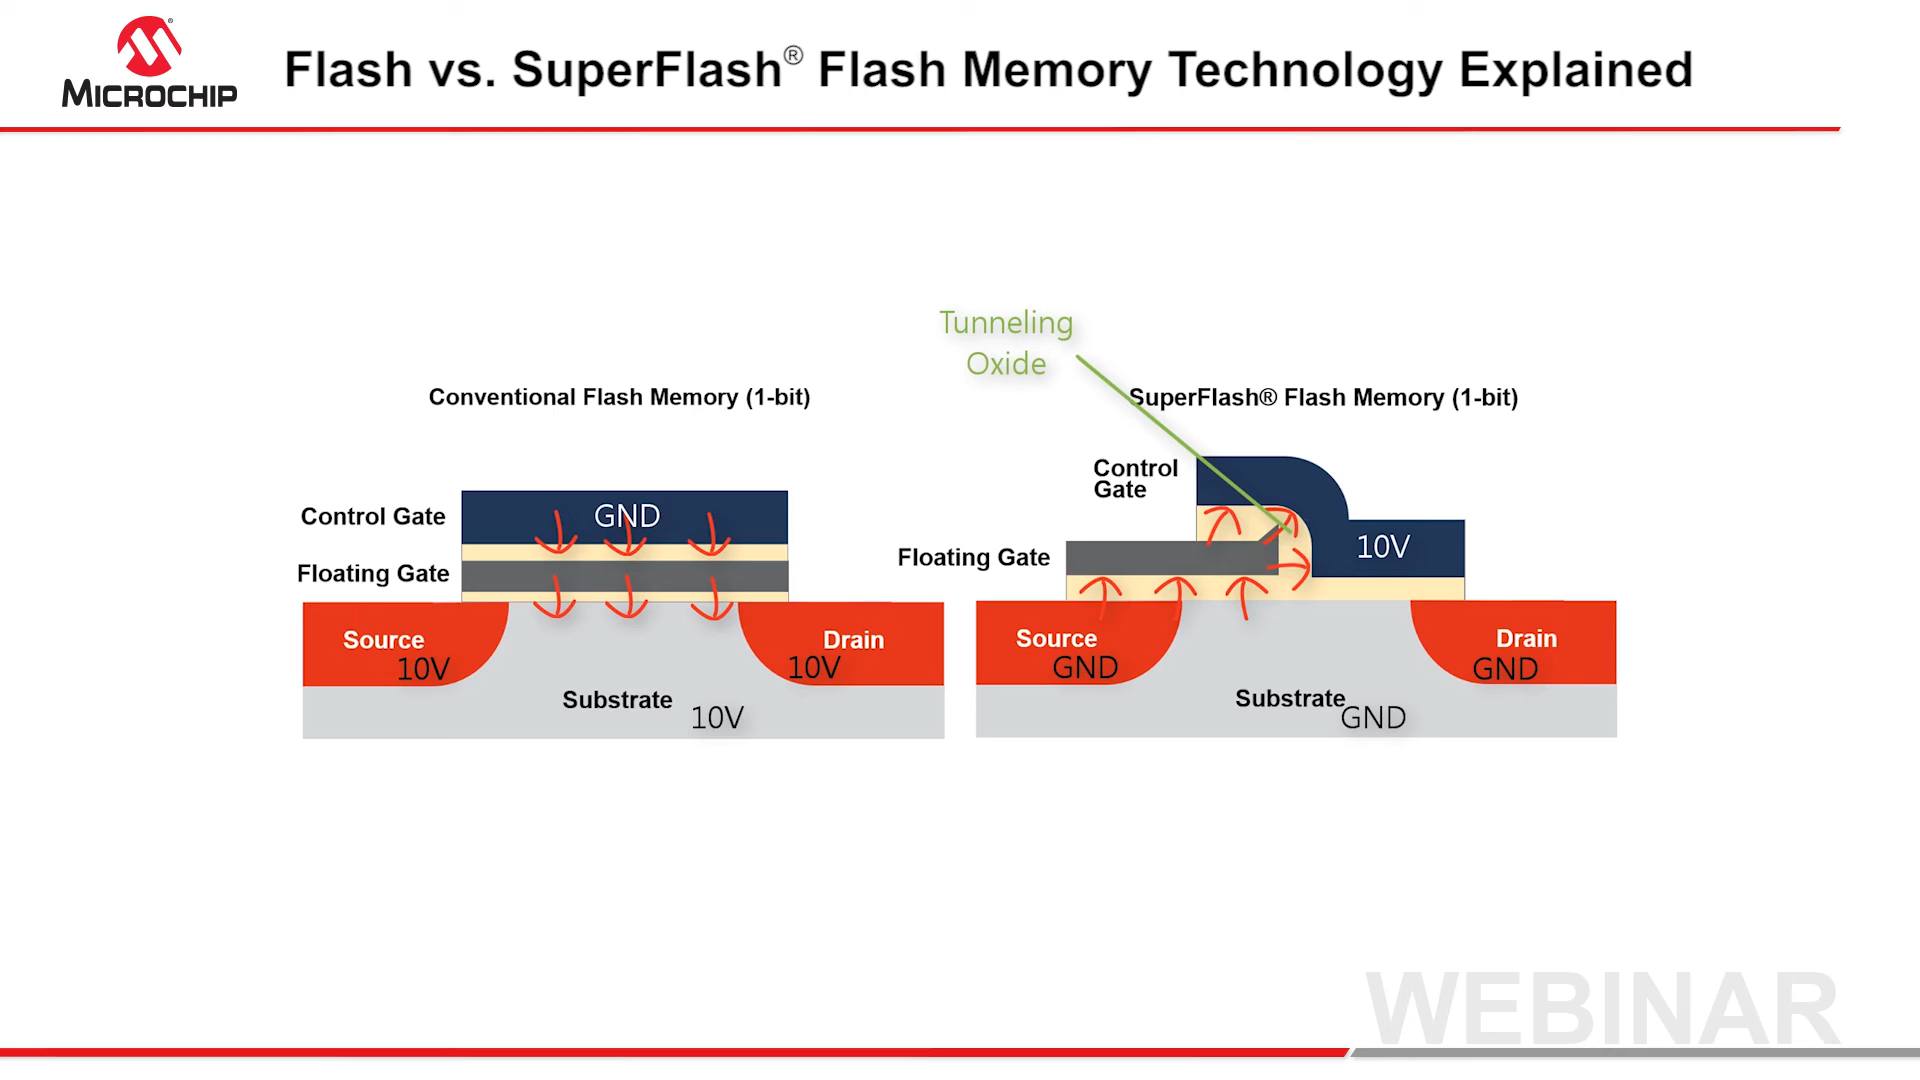 MICROCHIP
Flash vs. SuperFlash® Flash Memory Technology Explained
Tunneling
Oxide
Conventional Flash Memory (1-bit)
SuperFlash® Flash Memory (1-bit)
Control Gate
GND
Floating Gate
Source
10V
Drain
10V
Substrate
10V
Control
Gate
Floating Gate
10V
Source
GND
Drain
GND
Substrate
GND
WEBINAR